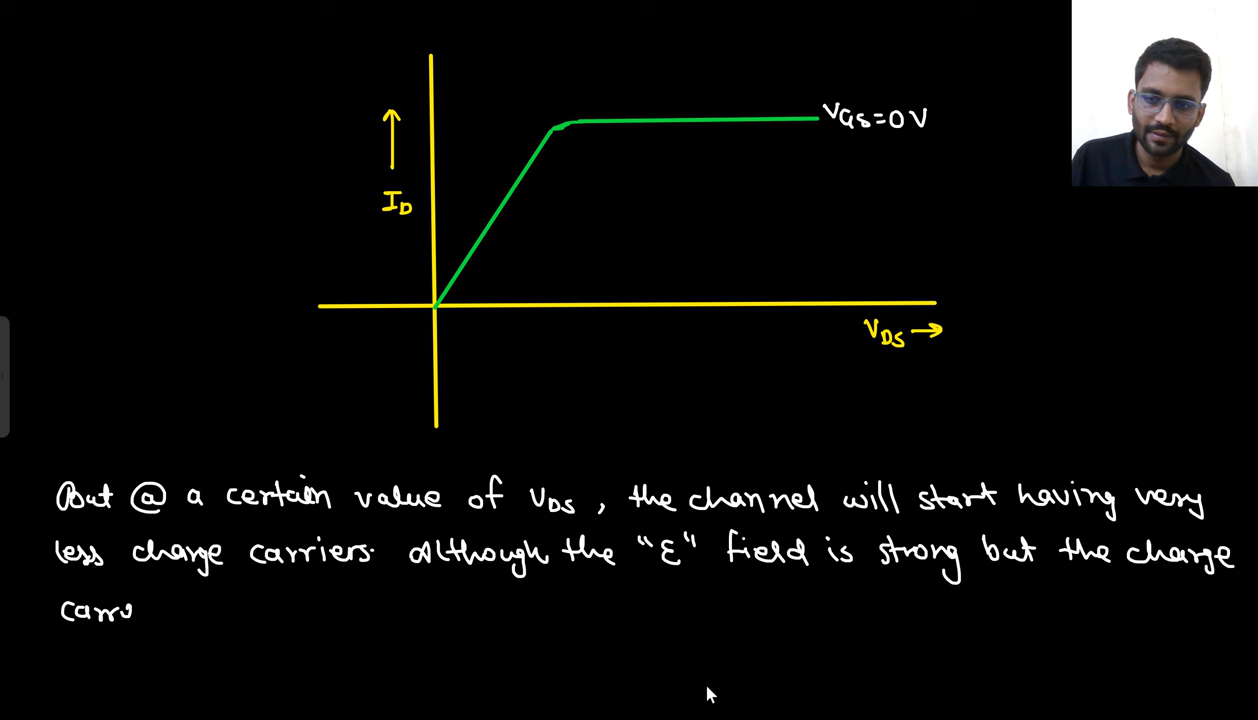 VGS=0V
ID
VDS →
But @ a certain value of VDS, the channel will start having very
less charge carriers. Although the "E" field is strong but the charge
carr